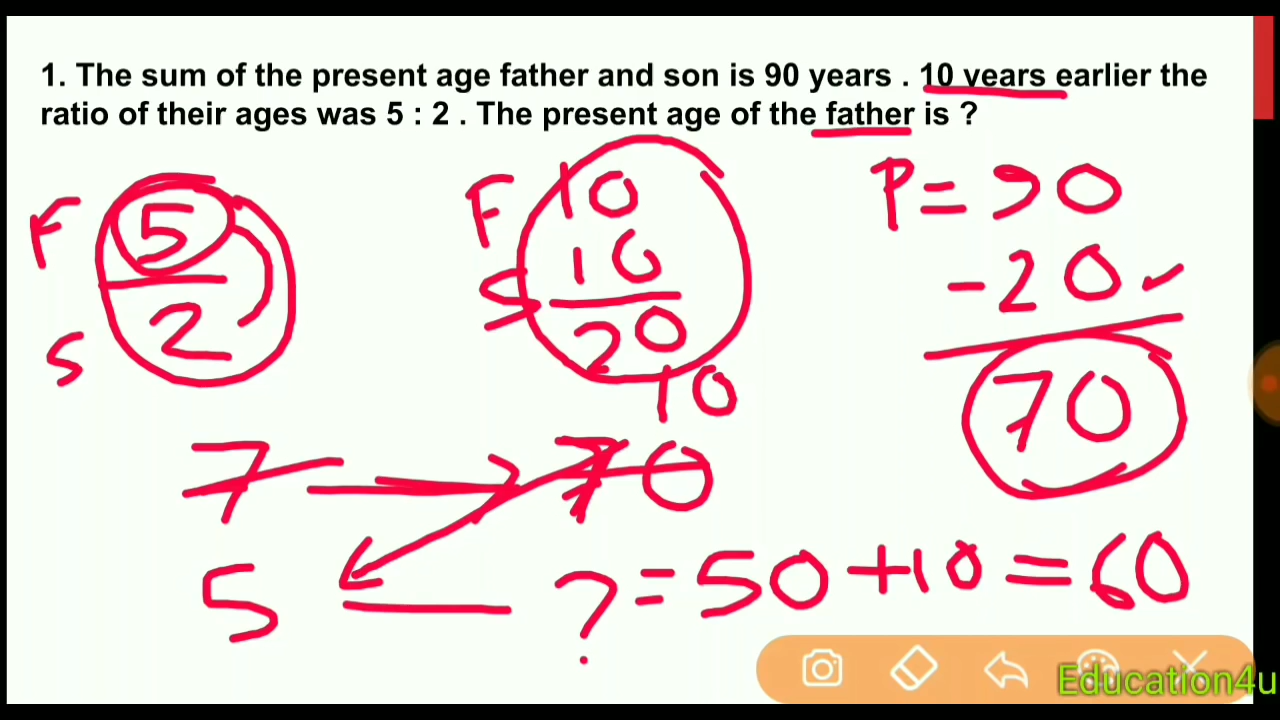 1. The sum of the present age father and son is 90 years . 10 years earlier the
ratio of their ages was 5 : 2 . The present age of the father is ?
F 5
S 2
F 10
S 10
20
P = 90
- 20
70
7 → 70
10
5 — ? = 50 + 10 = 60
Education4u